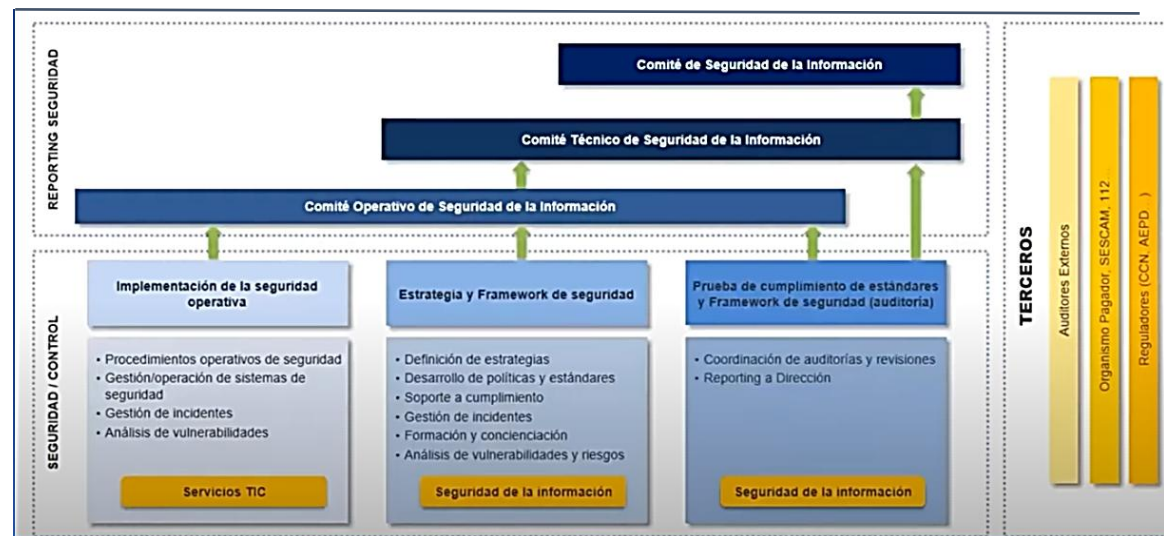 REPORTING SEGURIDAD
Comité de Seguridad de la Información
Comité Técnico de Seguridad de la Información
Comité Operativo de Seguridad de la Información
SEGURIDAD / CONTROL
Implementación de la seguridad
operativa
• Procedimientos operativos de seguridad
• Gestión/operación de sistemas de
seguridad
• Gestión de incidentes
• Análisis de vulnerabilidades
Servicios TIC
Estrategia y Framework de seguridad
• Definición de estrategias
• Desarrollo de políticas y estándares
• Soporte a cumplimiento
• Gestión de incidentes
• Formación y concienciación
• Análisis de vulnerabilidades y riesgos
Seguridad de la información
Prueba de cumplimiento de estándares
y Framework de seguridad (auditoría)
• Coordinación de auditorías y revisiones
• Reporting a Dirección
Seguridad de la información
TERCEROS
Auditores Externos
Organismo Pagador, SESCAM, 112 ...
Reguladores (CCN, AEPD...)